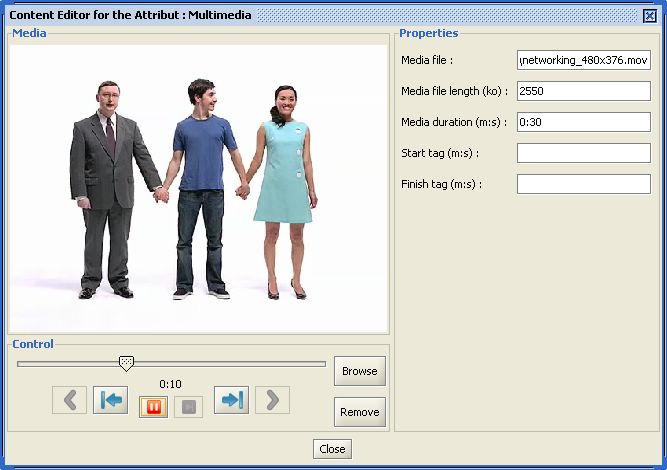 Content Editor for the Attribut : Multimedia
Media
Properties
Media file :
networking_480x376.mov
Media file length (ko) :
2550
Media duration (m:s) :
0:30
Start tag (m:s) :
Finish tag (m:s) :
Control
0:10
Browse
Remove
Close